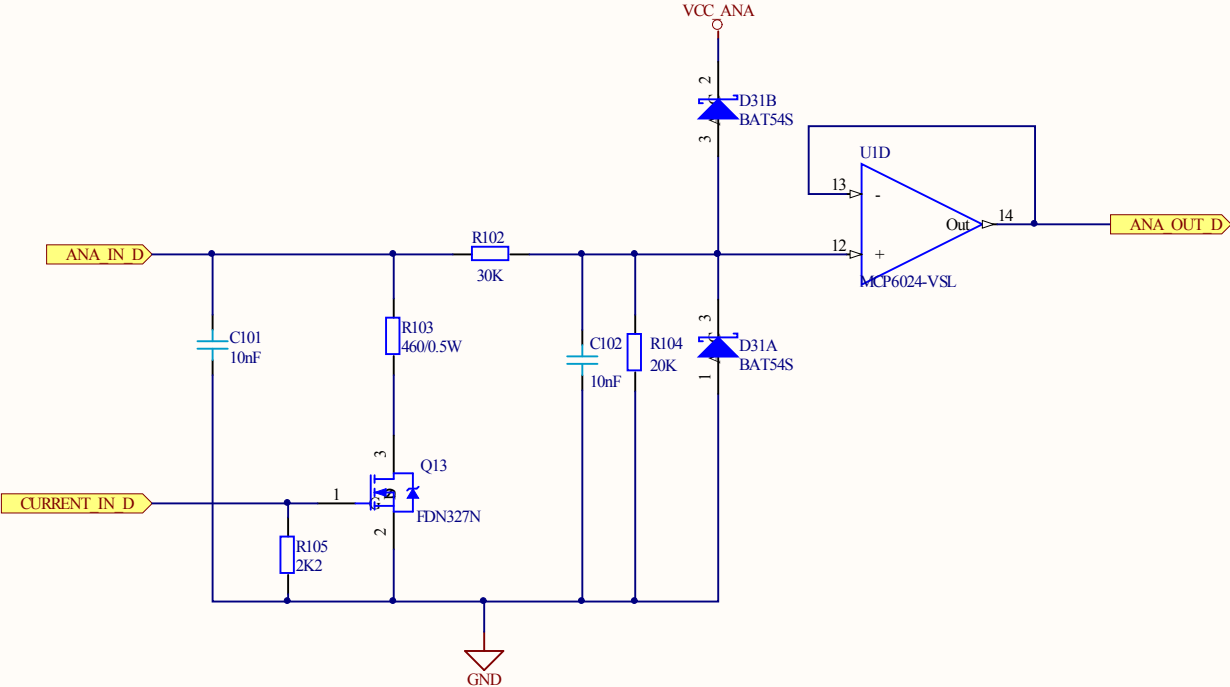 VCC_ANA
2
D31B
BAT54S
3
U1D
13
-
Out
14
ANA_OUT_D
12
+
MCP6024-VSL
ANA_IN_D
R102
30K
C101
10nF
R103
460/0.5W
C102
10nF
R104
20K
3
D31A
BAT54S
1
3
Q13
CURRENT_IN_D
1
FDN327N
2
R105
2K2
GND